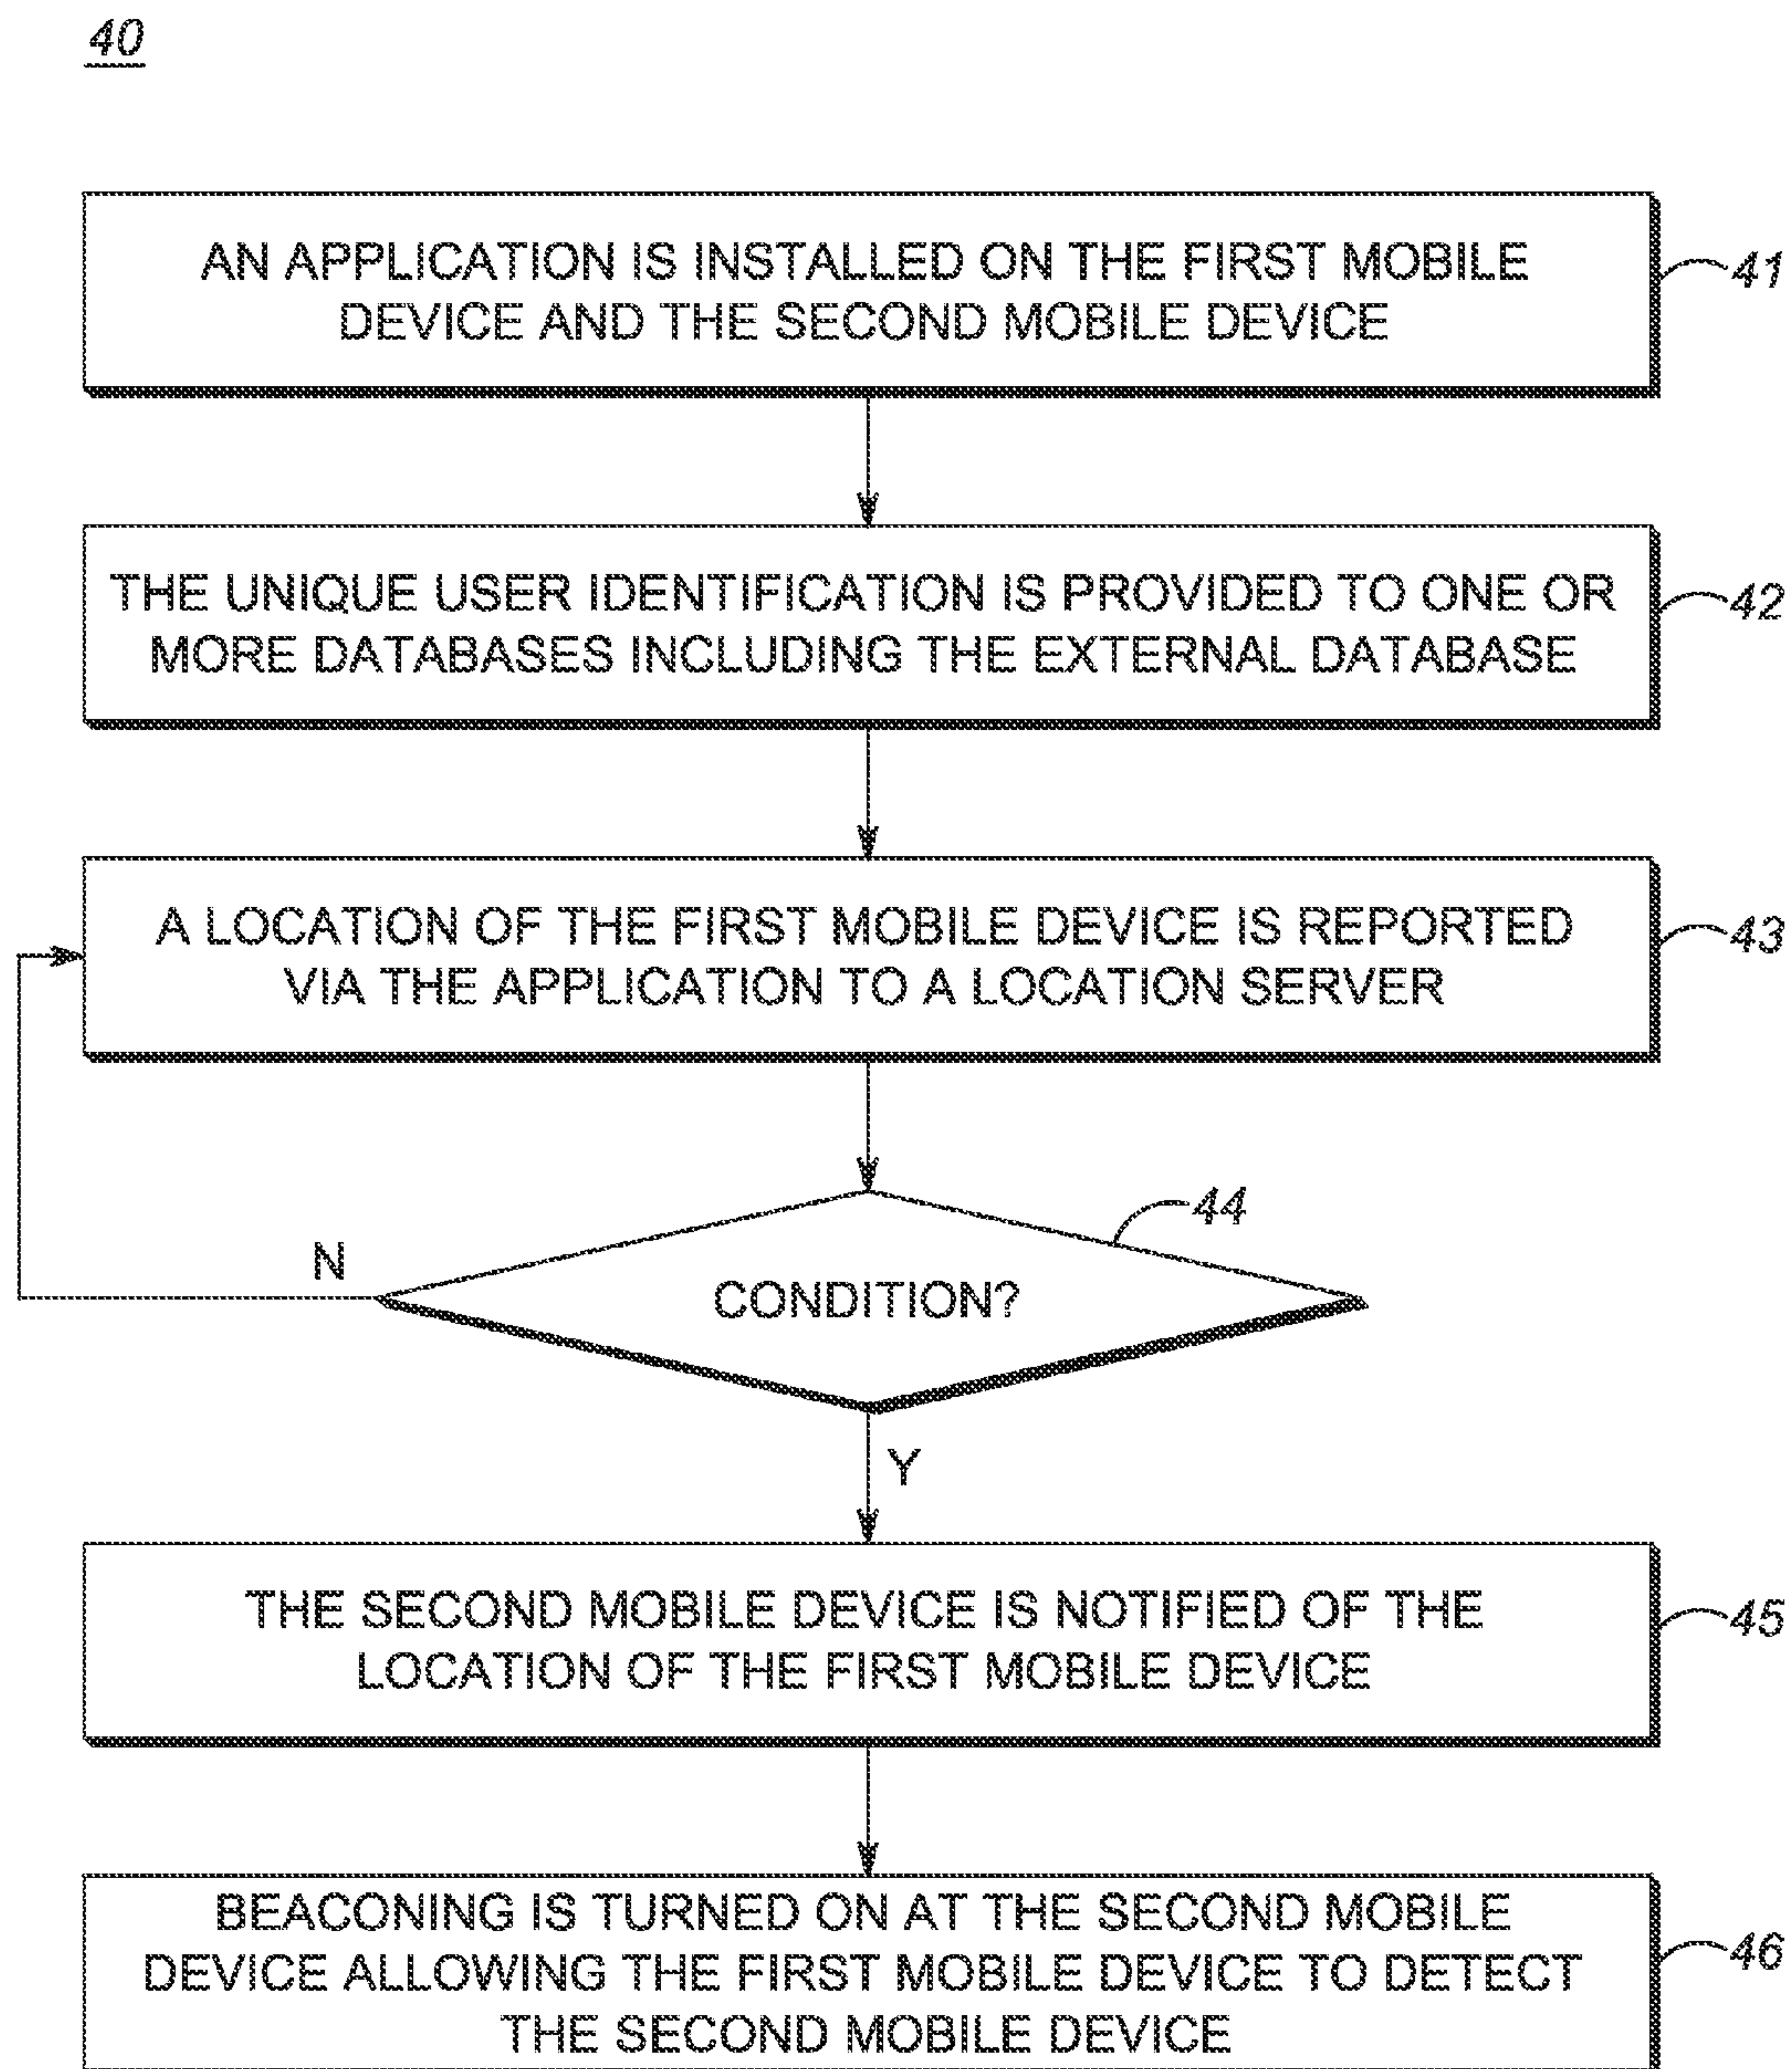 40
AN APPLICATION IS INSTALLED ON THE FIRST MOBILE
DEVICE AND THE SECOND MOBILE DEVICE
41
THE UNIQUE USER IDENTIFICATION IS PROVIDED TO ONE OR
MORE DATABASES INCLUDING THE EXTERNAL DATABASE
42
A LOCATION OF THE FIRST MOBILE DEVICE IS REPORTED
VIA THE APPLICATION TO A LOCATION SERVER
43
44
N
CONDITION?
Y
THE SECOND MOBILE DEVICE IS NOTIFIED OF THE
LOCATION OF THE FIRST MOBILE DEVICE
45
BEACONING IS TURNED ON AT THE SECOND MOBILE
DEVICE ALLOWING THE FIRST MOBILE DEVICE TO DETECT
THE SECOND MOBILE DEVICE
46